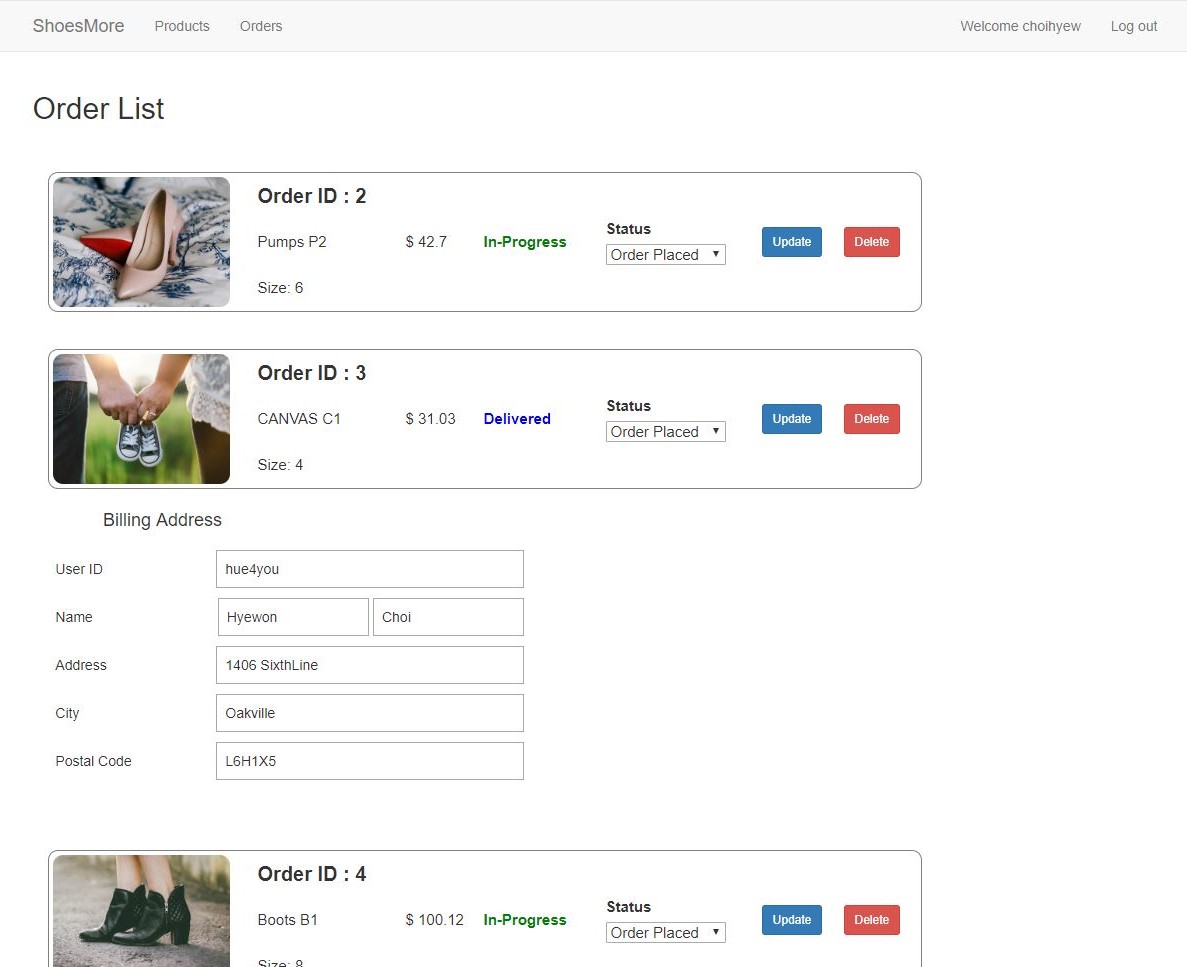 ShoesMore Products Orders Welcome choihyew Log out
Order List
Order ID : 2
Pumps P2 $ 42.7 In-Progress Status Order Placed Update Delete
Size: 6
Order ID : 3
CANVAS C1 $ 31.03 Delivered Status Order Placed Update Delete
Size: 4
Billing Address
User ID hue4you
Name Hyewon Choi
Address 1406 SixthLine
City Oakville
Postal Code L6H1X5
Order ID : 4
Boots B1 $ 100.12 In-Progress Status Order Placed Update Delete
Size: 8